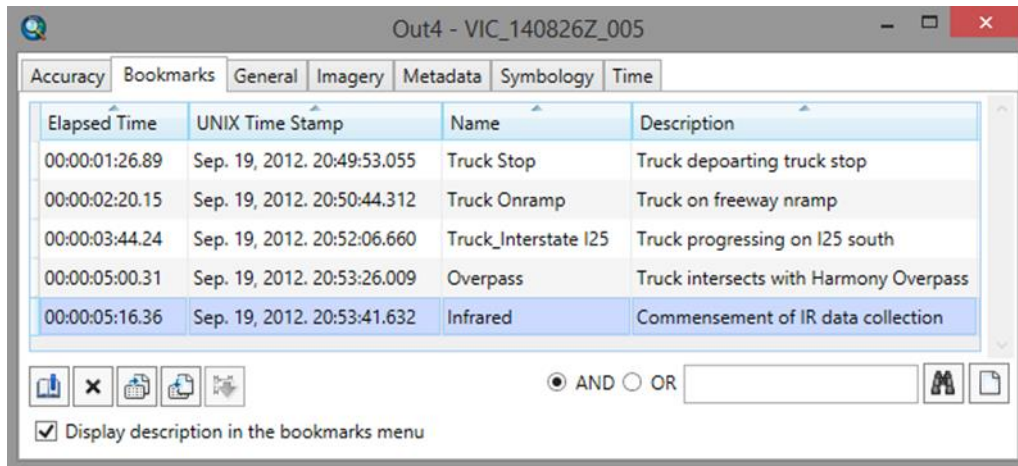 Out4 - VIC_140826Z_005
Accuracy Bookmarks General Imagery Metadata Symbology Time
Elapsed Time UNIX Time Stamp Name Description
00:00:01:26.89 Sep. 19, 2012. 20:49:53.055 Truck Stop Truck depoarting truck stop
00:00:02:20.15 Sep. 19, 2012. 20:50:44.312 Truck Onramp Truck on freeway nramp
00:00:03:44.24 Sep. 19, 2012. 20:52:06.660 Truck_Interstate I25 Truck progressing on I25 south
00:00:05:00.31 Sep. 19, 2012. 20:53:26.009 Overpass Truck intersects with Harmony Overpass
00:00:05:16.36 Sep. 19, 2012. 20:53:41.632 Infrared Commensement of IR data collection
AND OR
Display description in the bookmarks menu